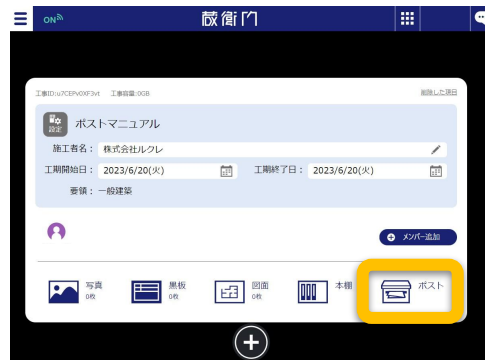 ON
蔵衛門
工事ID:u7CEPv0XF3vt 工事容量:0GB 削除した項目
設定 ポストマニュアル
施工者名： 株式会社ルクレ
工期開始日： 2023/6/20(火) 工期終了日： 2023/6/20(火)
要領： 一般建築
メンバー追加
写真 黒板 図面 本棚 ポスト
0枚 0枚 0枚